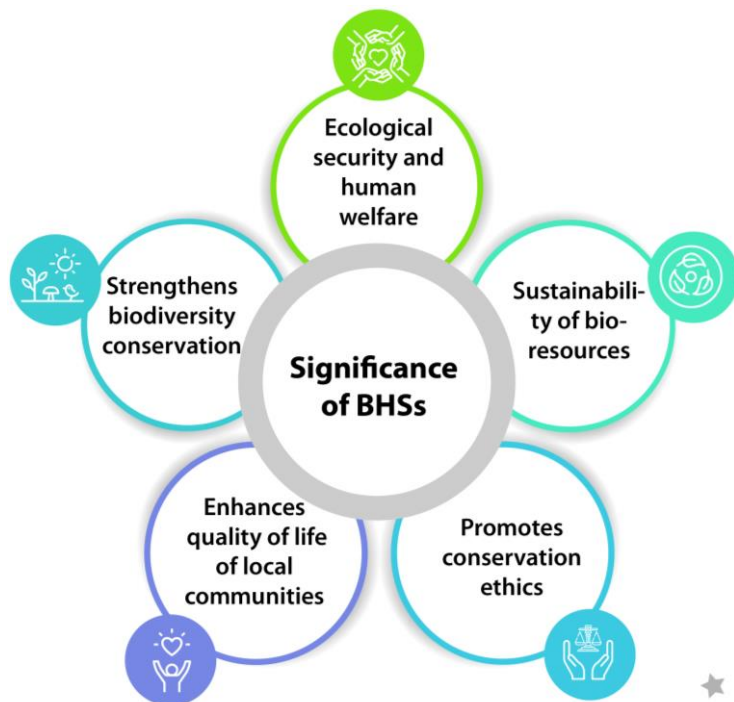 Ecological
security and
human
welfare
Strengthens
biodiversity
conservation
Sustainabili-
ty of bio-
resources
Significance
of BHSs
Enhances
quality of life
of local
communities
Promotes
conservation
ethics